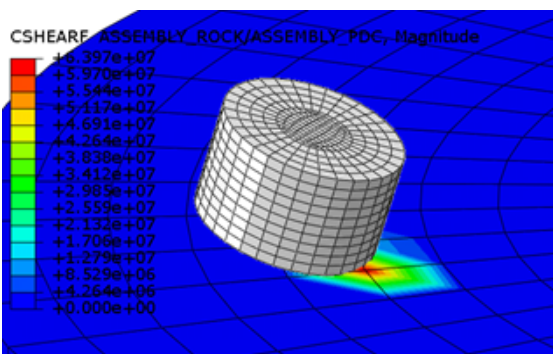 CSHEARF ASSEMBLY_ROCK/ASSEMBLY_PDC, Magnitude
+6.397e+07
+5.970e+07
+5.544e+07
+5.117e+07
+4.691e+07
+4.264e+07
+3.838e+07
+3.412e+07
+2.985e+07
+2.559e+07
+2.132e+07
+1.706e+07
+1.279e+07
+8.529e+06
+4.264e+06
+0.000e+00